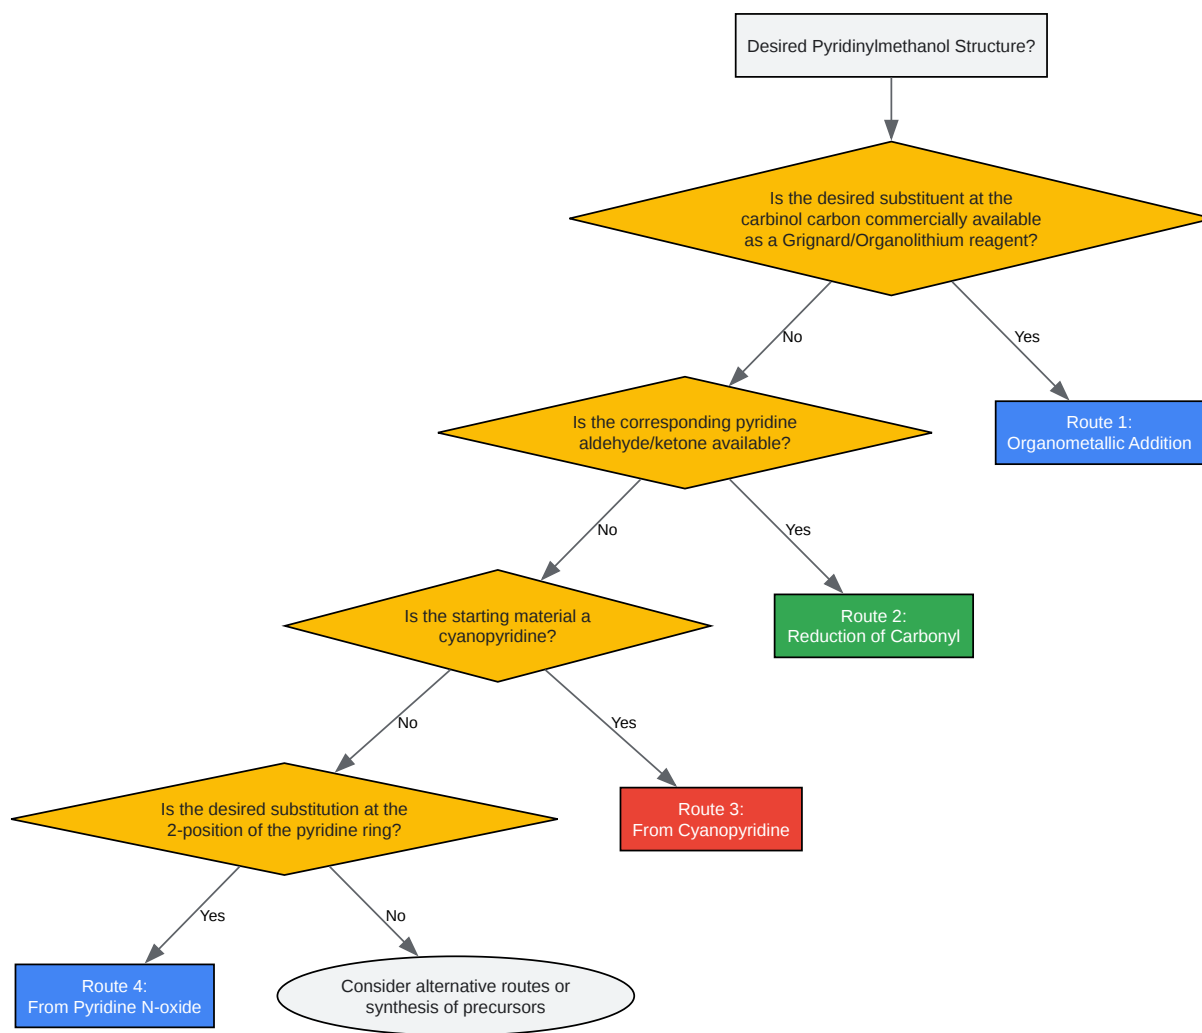 Desired Pyridinylmethanol Structure?
Is the desired substituent at the
carbinol carbon commercially available
as a Grignard/Organolithium reagent?
No
Yes
Is the corresponding pyridine
aldehyde/ketone available?
Route 1:
Organometallic Addition
No
Yes
Is the starting material a
cyanopyridine?
Route 2:
Reduction of Carbonyl
No
Yes
Is the desired substitution at the
2-position of the pyridine ring?
Route 3:
From Cyanopyridine
Yes
No
Route 4:
From Pyridine N-oxide
Consider alternative routes or
synthesis of precursors